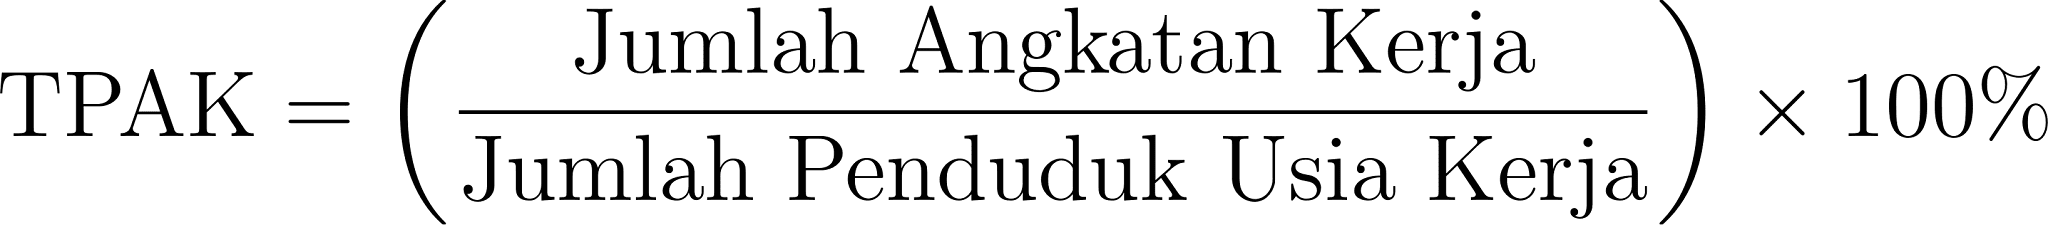 TPAK = (Jumlah Angkatan Kerja / Jumlah Penduduk Usia Kerja) × 100%